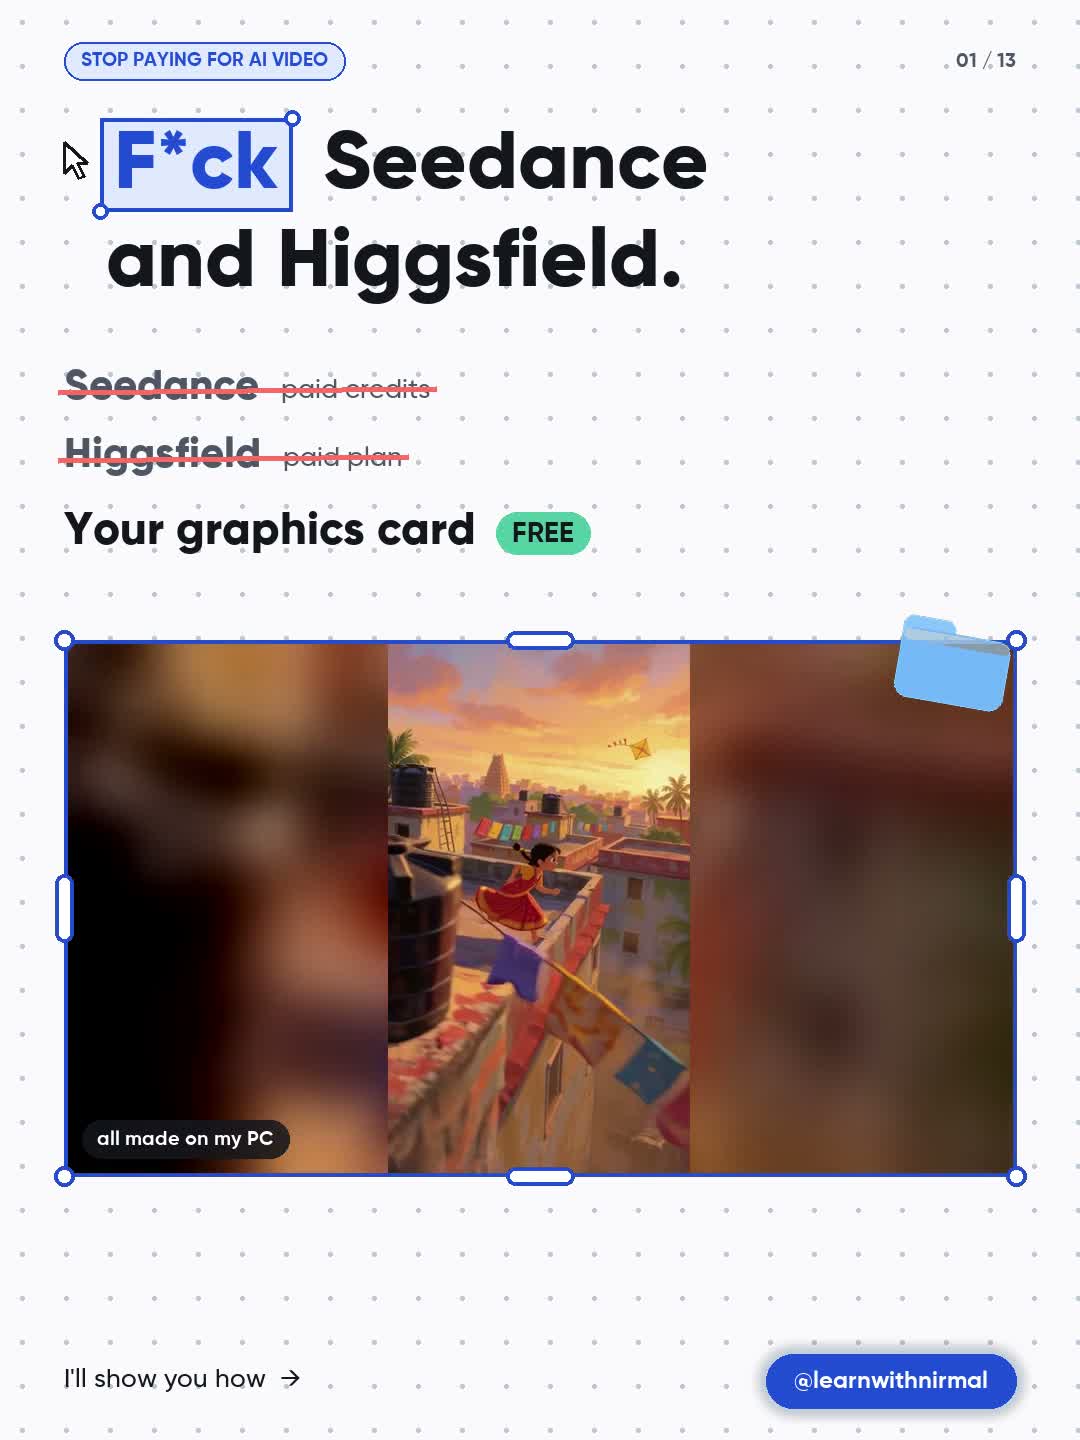 STOP PAYING FOR AI VIDEO
01 / 13
F*ck Seedance
and Higgsfield.
Seedance paid credits
Higgsfield paid plan
Your graphics card FREE
all made on my PC
I'll show you how →
@learnwithnirmal